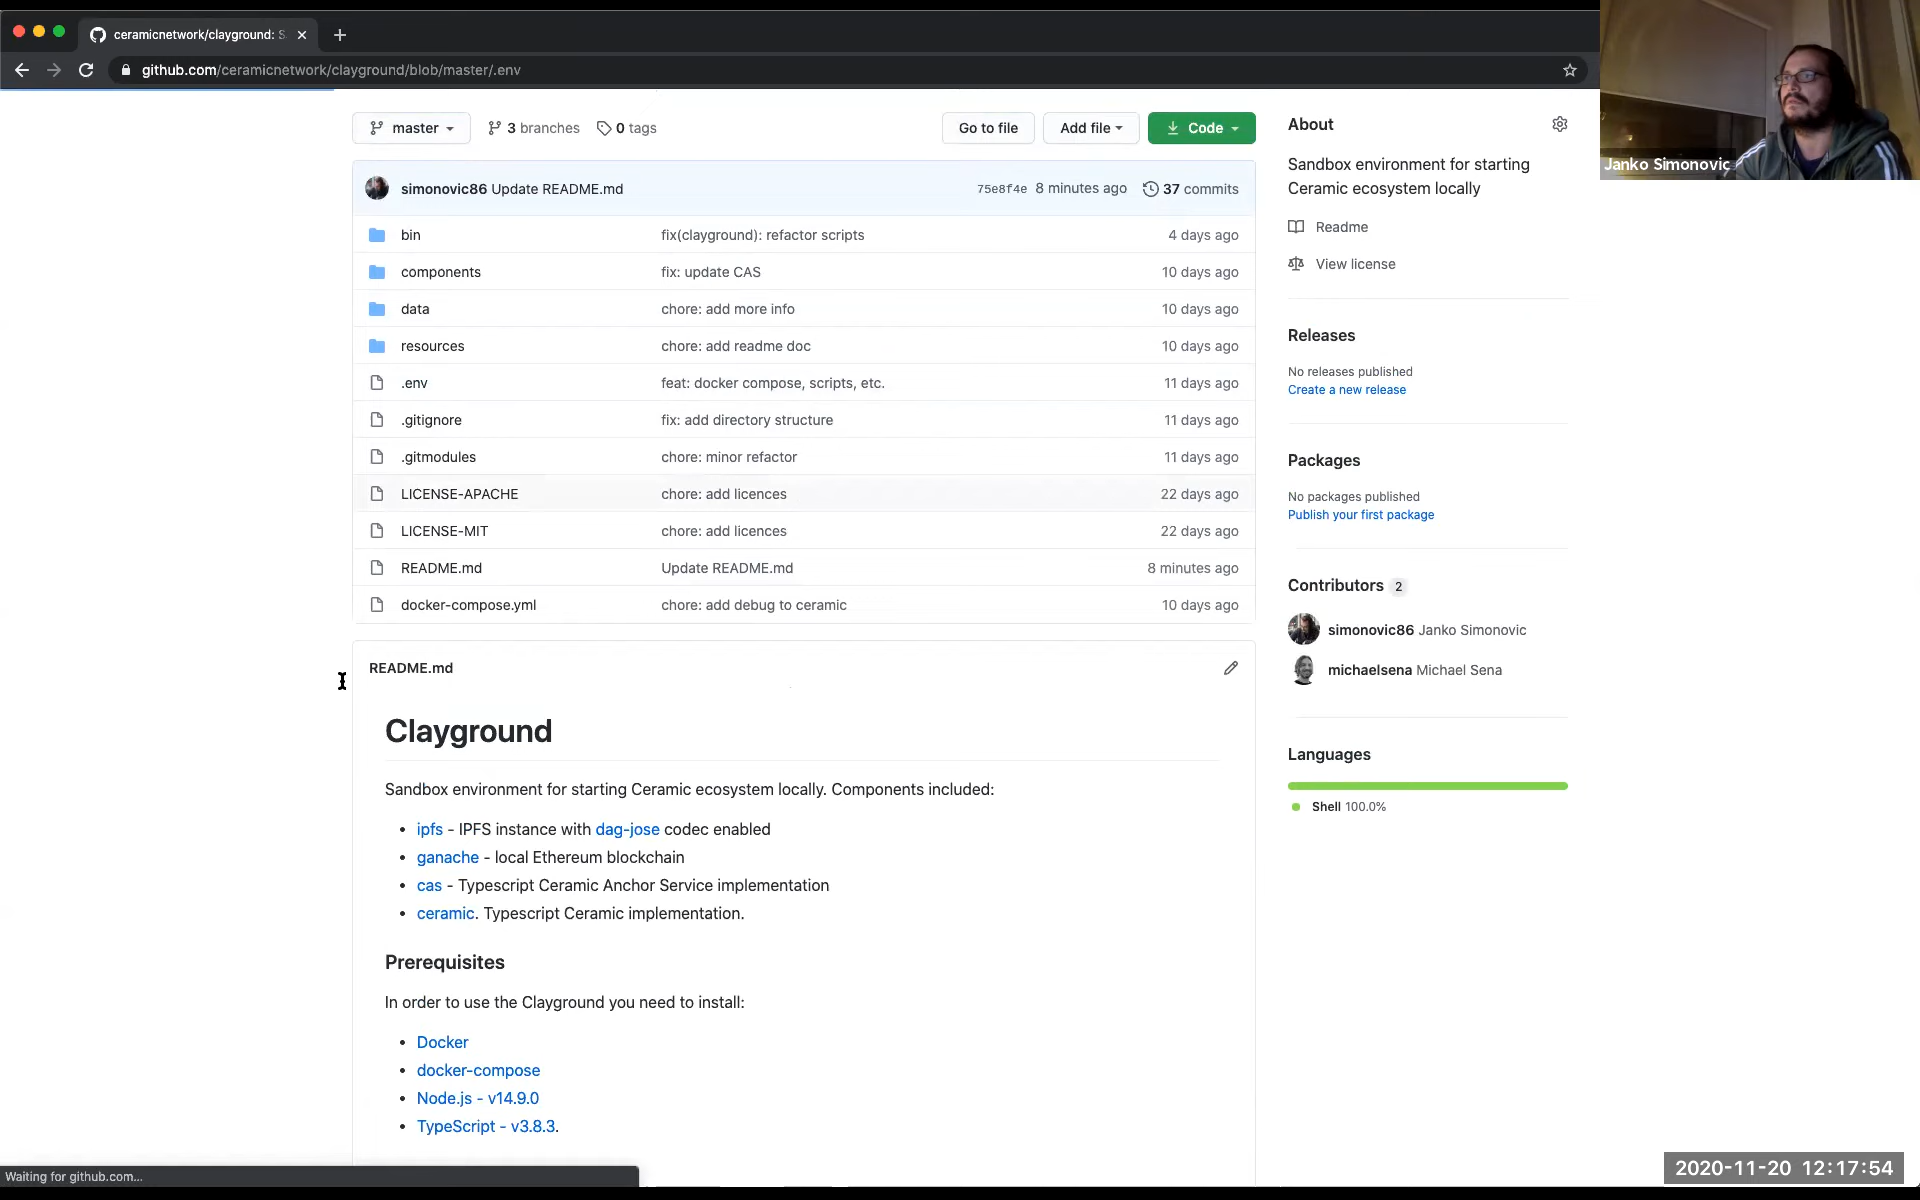 ceramicnetwork/clayground: S
github.com/ceramicnetwork/clayground/blob/master/.env
master
3 branches
0 tags
Go to file
Add file
Code
simonovic86 Update README.md
75e8f4e 8 minutes ago
37 commits
bin fix(clayground): refactor scripts 4 days ago
components fix: update CAS 10 days ago
data chore: add more info 10 days ago
resources chore: add readme doc 10 days ago
.env feat: docker compose, scripts, etc. 11 days ago
.gitignore fix: add directory structure 11 days ago
.gitmodules chore: minor refactor 11 days ago
LICENSE-APACHE chore: add licences 22 days ago
LICENSE-MIT chore: add licences 22 days ago
README.md Update README.md 8 minutes ago
docker-compose.yml chore: add debug to ceramic 10 days ago
README.md
Clayground
Sandbox environment for starting Ceramic ecosystem locally. Components included:
• ipfs - IPFS instance with dag-jose codec enabled
• ganache - local Ethereum blockchain
• cas - Typescript Ceramic Anchor Service implementation
• ceramic. Typescript Ceramic implementation.
Prerequisites
In order to use the Clayground you need to install:
• Docker
• docker-compose
• Node.js - v14.9.0
• TypeScript - v3.8.3.
About
Sandbox environment for starting
Ceramic ecosystem locally
Readme
View license
Releases
No releases published
Create a new release
Packages
No packages published
Publish your first package
Contributors 2
simonovic86 Janko Simonovic
michaelsena Michael Sena
Languages
Shell 100.0%
Janko Simonovic
Waiting for github.com...
2020-11-20 12:17:54